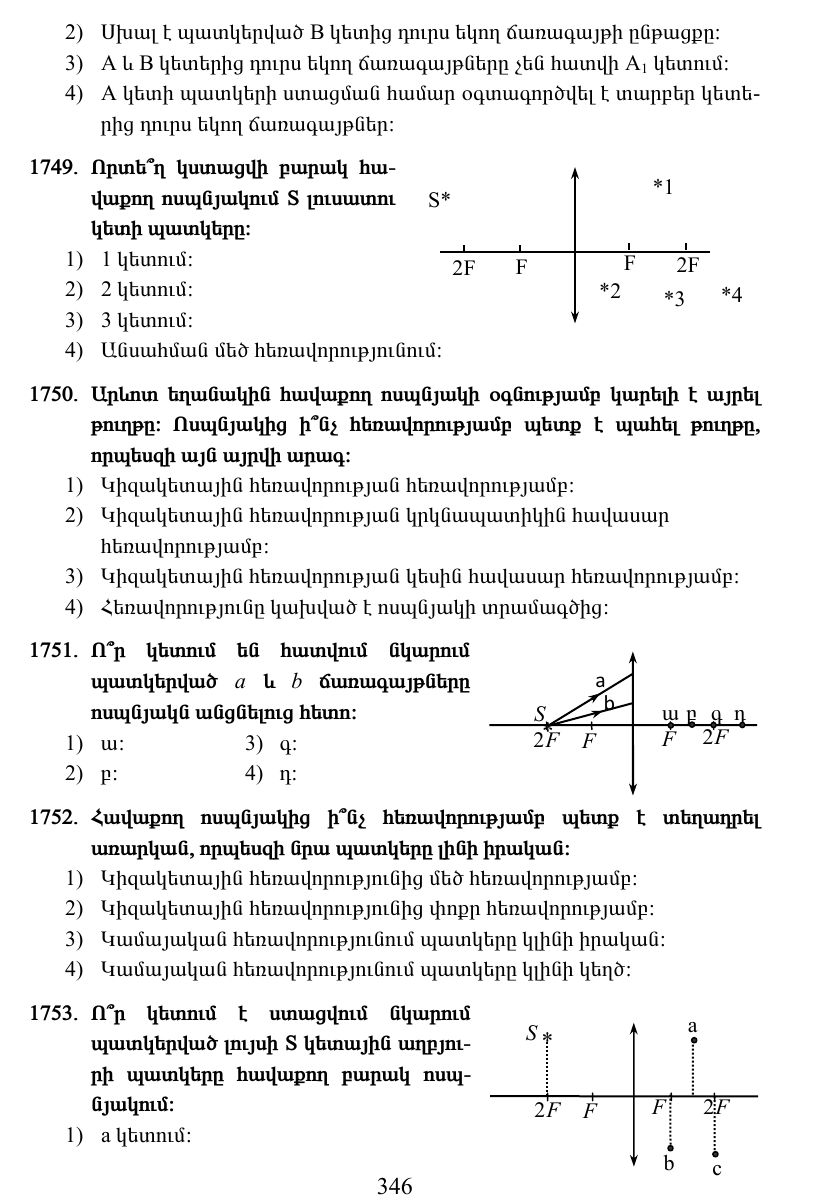 2) Սխալ է պատկերված B կետից դուրս եկող ճառագայթի ընթացքը:
3) A և B կետերից դուրս եկող ճառագայթները չեն հատվի A₁ կետում:
4) A կետի պատկերի ստացման համար օգտագործվել է տարբեր կետե-
րից դուրս եկող ճառագայթներ:
1749. Որտե՞ղ կստացվի բարակ հա-
վաքող ոսպնյակում S լուսատու
կետի պատկերը:
1) 1 կետում:
2) 2 կետում:
3) 3 կետում:
4) Անսահման մեծ հեռավորությունում:
S*
*1
2F F F 2F
*2 *3 *4
1750. Արևոտ եղանակին հավաքող ոսպնյակի օգնությամբ կարելի է այրել
թուղթը: Ոսպնյակից ի՞նչ հեռավորությամբ պետք է պահել թուղթը,
որպեսզի այն այրվի արագ:
1) Կիզակետային հեռավորության հեռավորությամբ:
2) Կիզակետային հեռավորության կրկնապատիկին հավասար
հեռավորությամբ:
3) Կիզակետային հեռավորության կեսին հավասար հեռավորությամբ:
4) Հեռավորությունը կախված է ոսպնյակի տրամագծից:
1751. Ո՞ր կետում են հատվում նկարում
պատկերված a և b ճառագայթները
ոսպնյակն անցնելուց հետո:
1) ա: 3) գ:
2) բ: 4) դ:
a
b
S ա բ գ դ
2F F F 2F
1752. Հավաքող ոսպնյակից ի՞նչ հեռավորությամբ պետք է տեղադրել
առարկան, որպեսզի նրա պատկերը լինի իրական:
1) Կիզակետային հեռավորությունից մեծ հեռավորությամբ:
2) Կիզակետային հեռավորությունից փոքր հեռավորությամբ:
3) Կամայական հեռավորությունում պատկերը կլինի իրական:
4) Կամայական հեռավորությունում պատկերը կլինի կեղծ:
1753. Ո՞ր կետում է ստացվում նկարում
պատկերված լույսի S կետային աղբյու-
րի պատկերը հավաքող բարակ ոսպ-
նյակում:
1) a կետում:
S *
a
2F F F 2F
b c
346